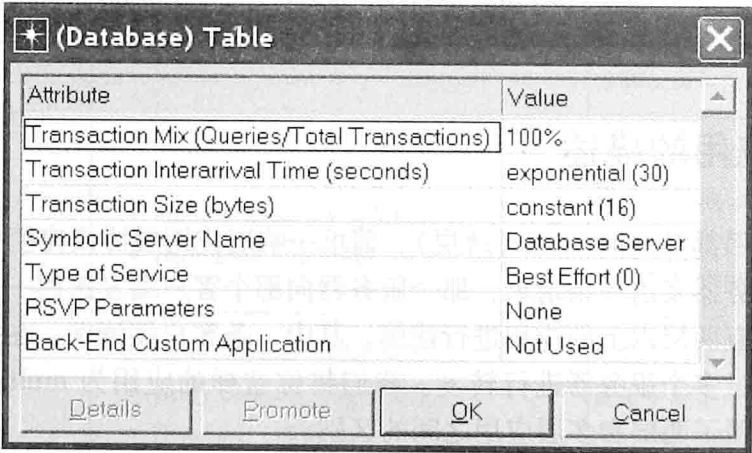 (Database) Table
Attribute Value
Transaction Mix (Queries/Total Transactions) 100%
Transaction Interarrival Time (seconds) exponential (30)
Transaction Size (bytes) constant (16)
Symbolic Server Name Database Server
Type of Service Best Effort (0)
RSVP Parameters None
Back-End Custom Application Not Used
Details Promote OK Cancel